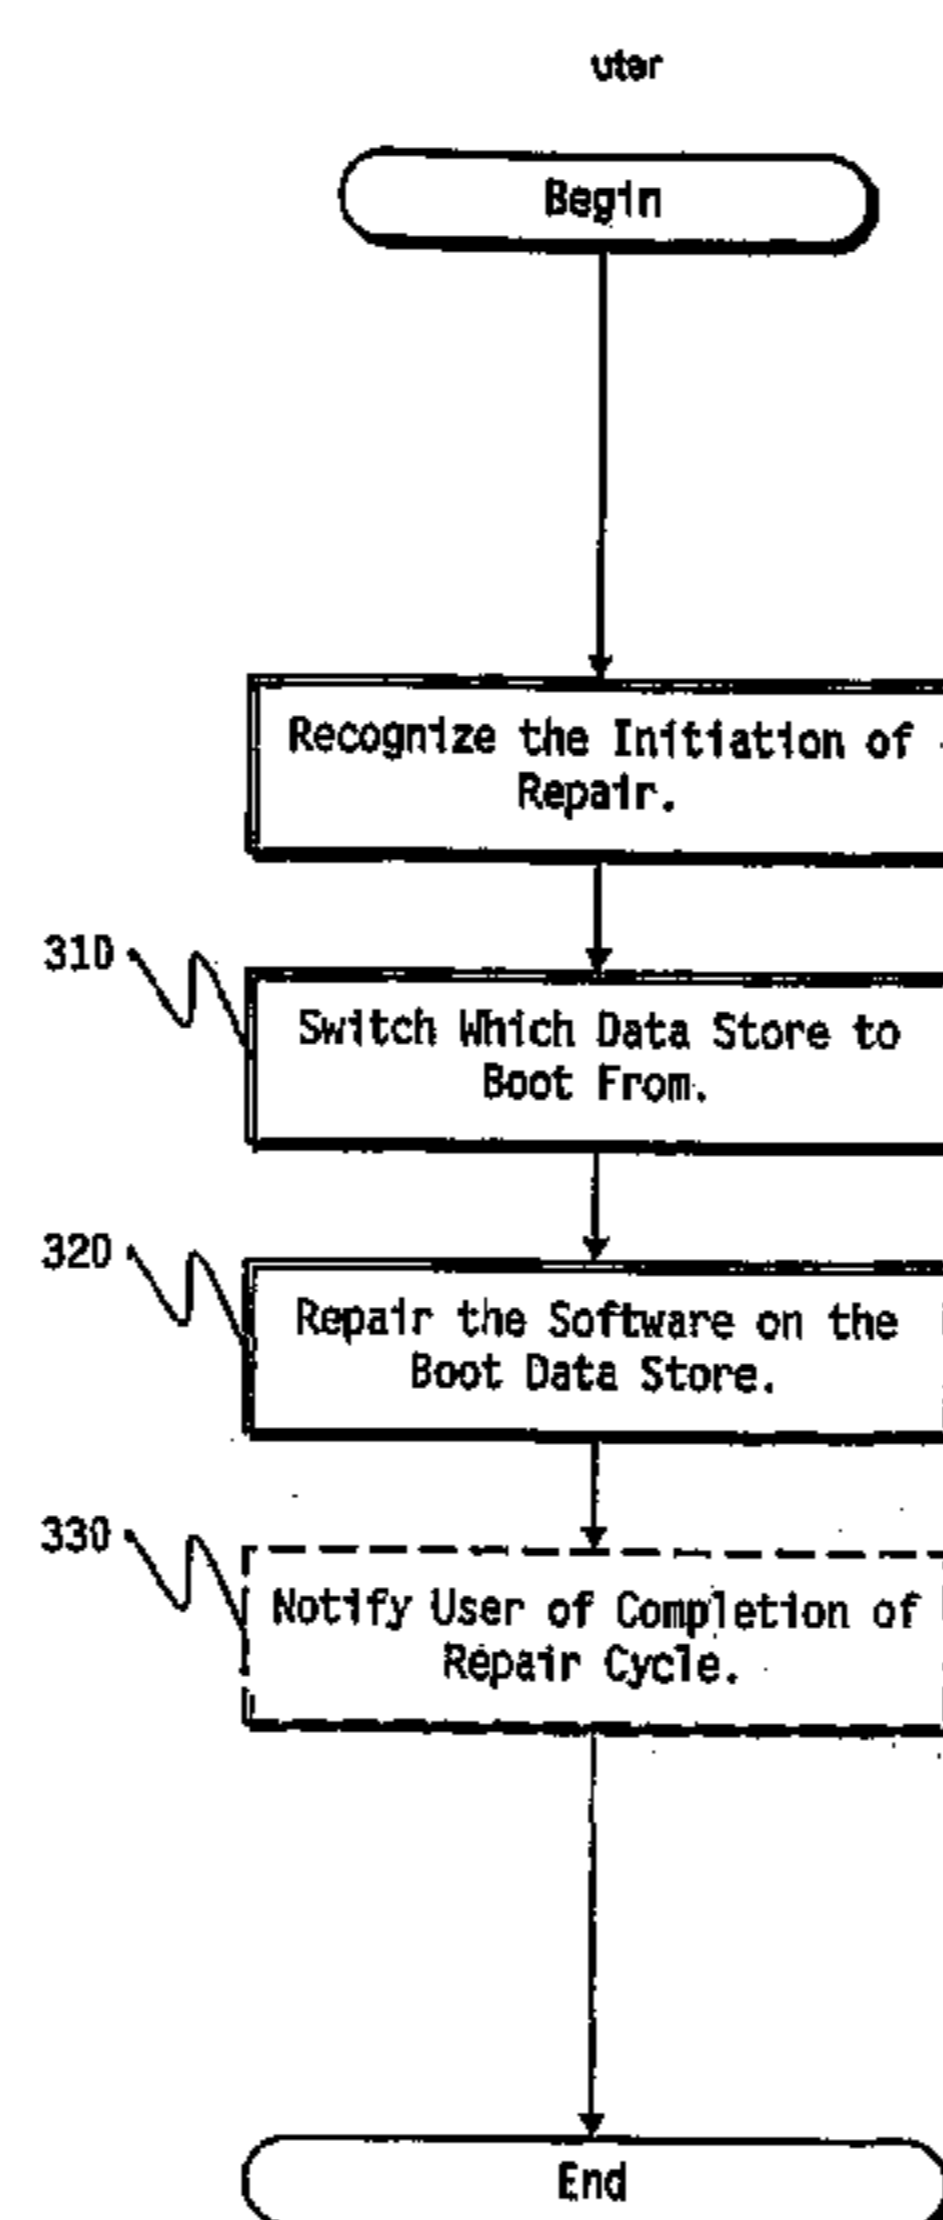 uter
Begin
Recognize the Initiation of
Repair.
310
Switch Which Data Store to
Boot From.
320
Repair the Software on the
Boot Data Store.
330
Notify User of Completion of
Repair Cycle.
End